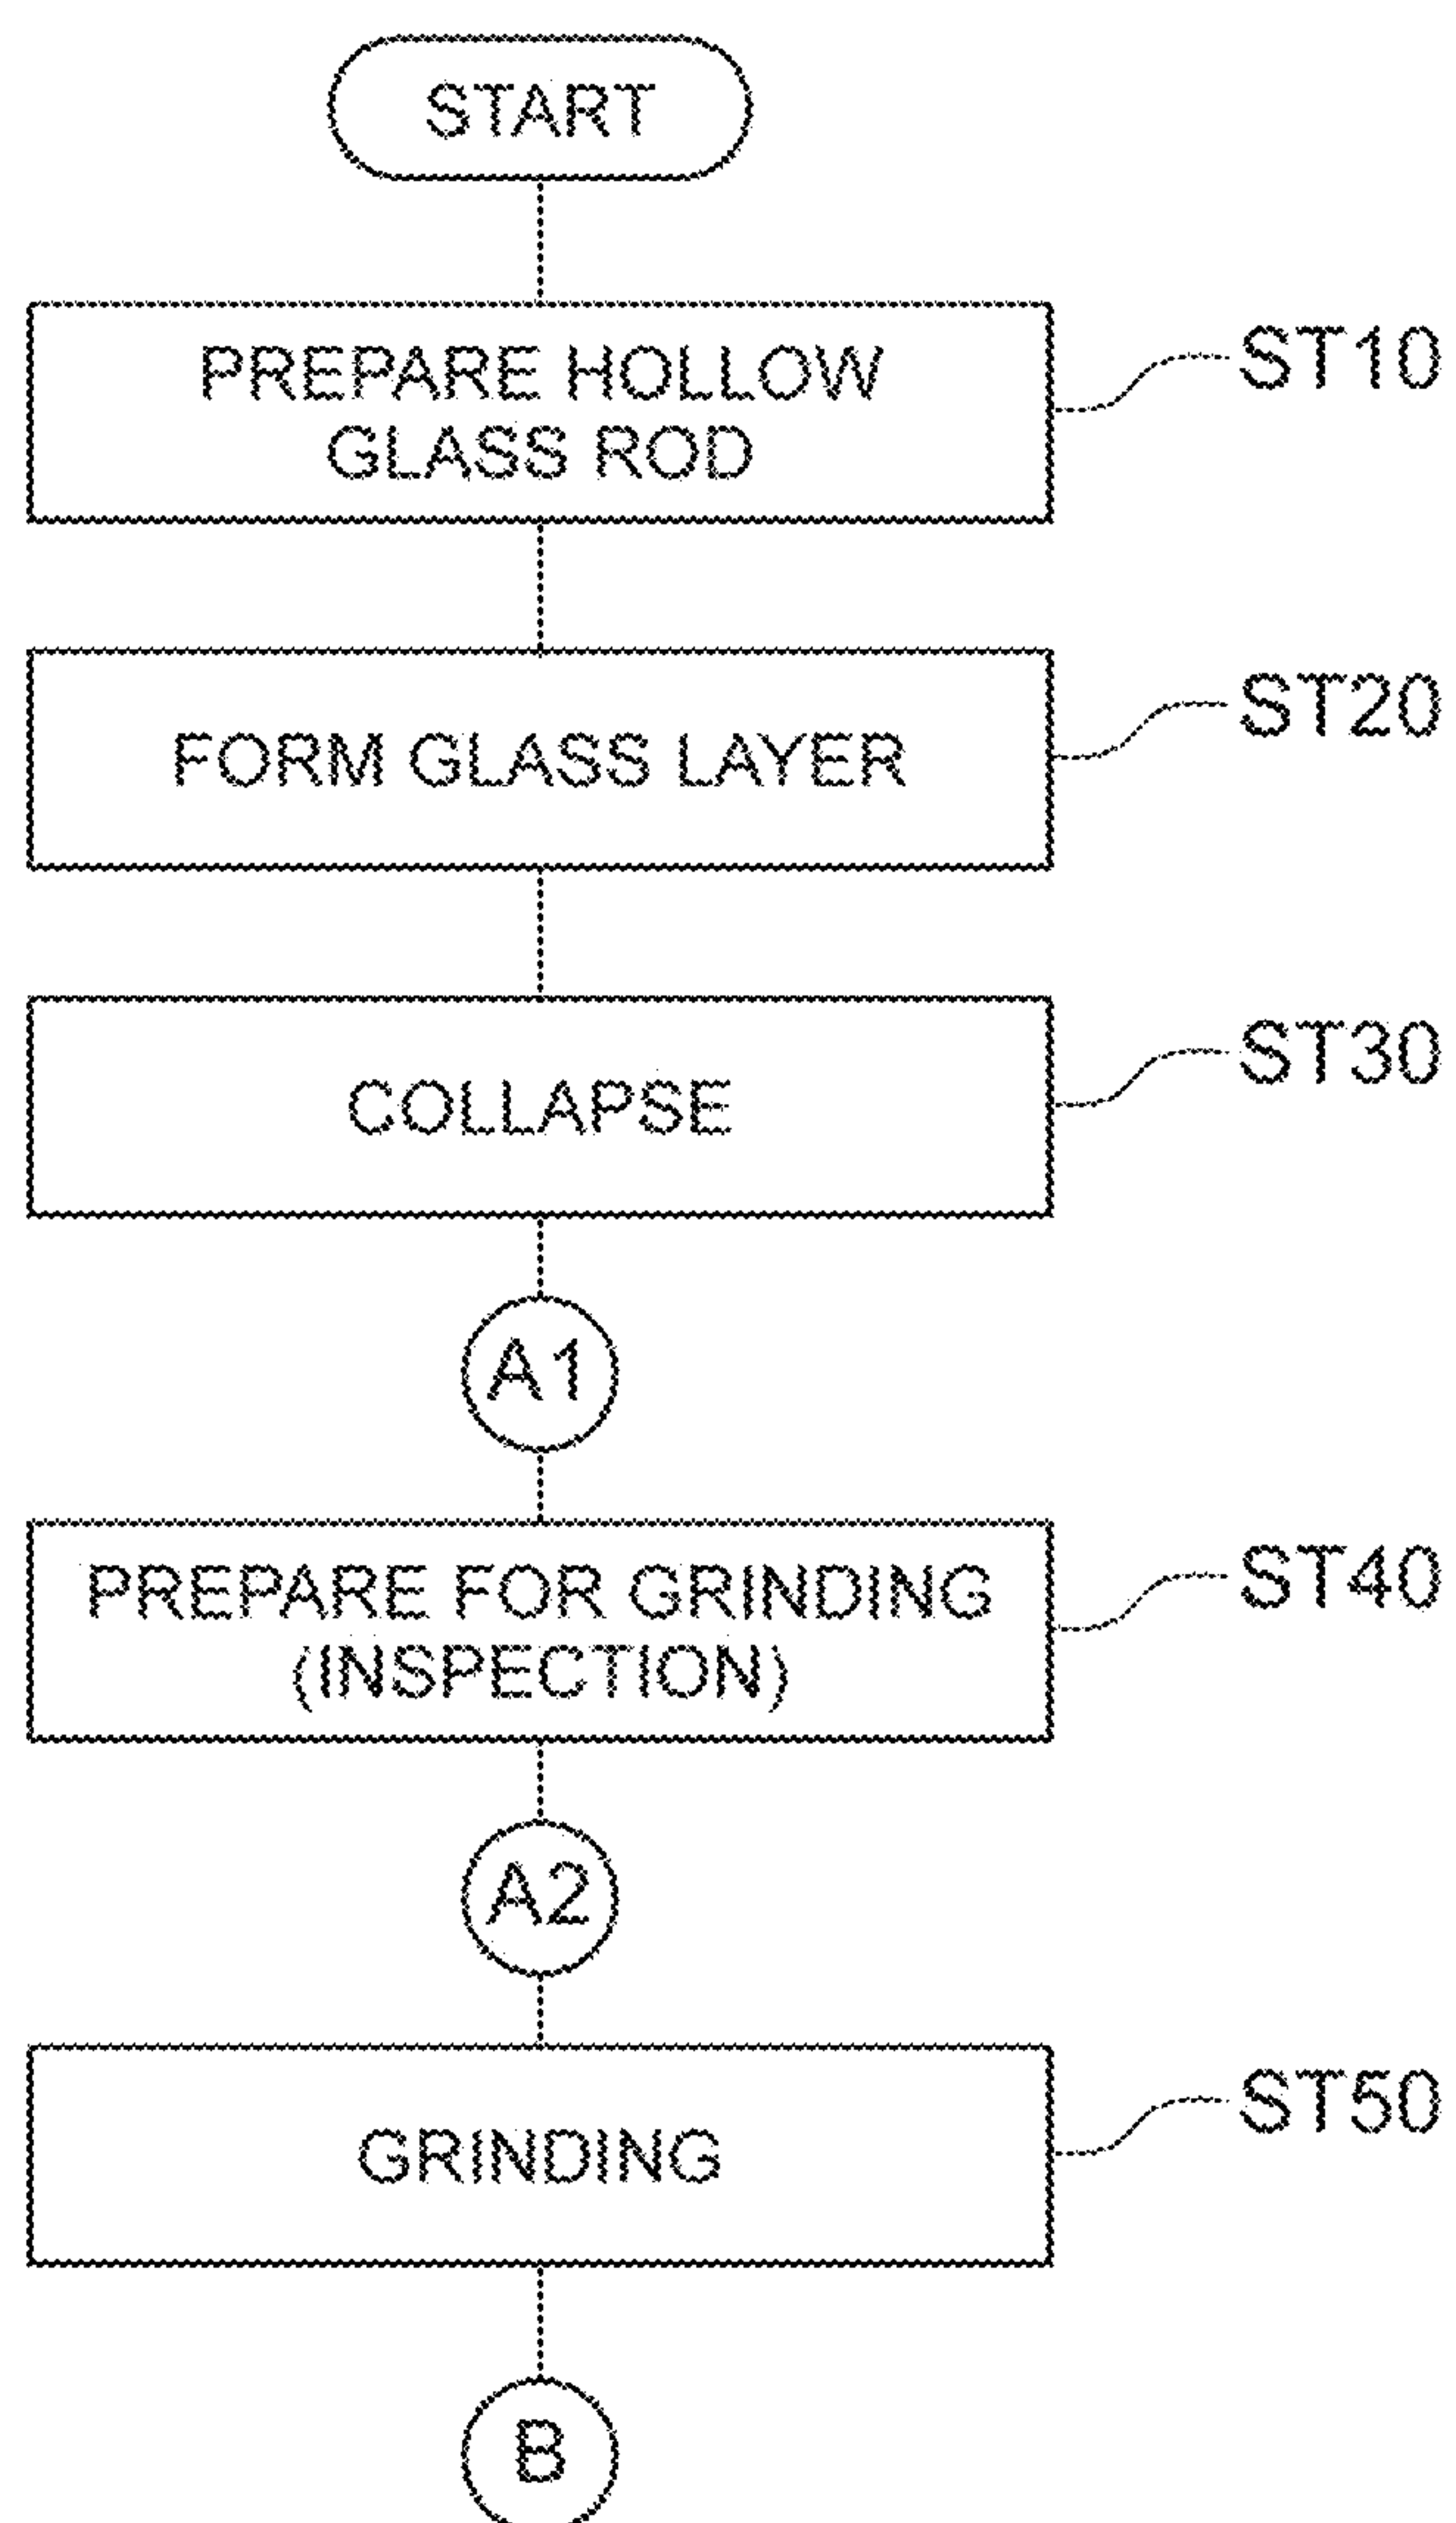 START
PREPARE HOLLOW
GLASS ROD
ST10
FORM GLASS LAYER
ST20
COLLAPSE
ST30
A1
PREPARE FOR GRINDING
(INSPECTION)
ST40
A2
GRINDING
ST50
B